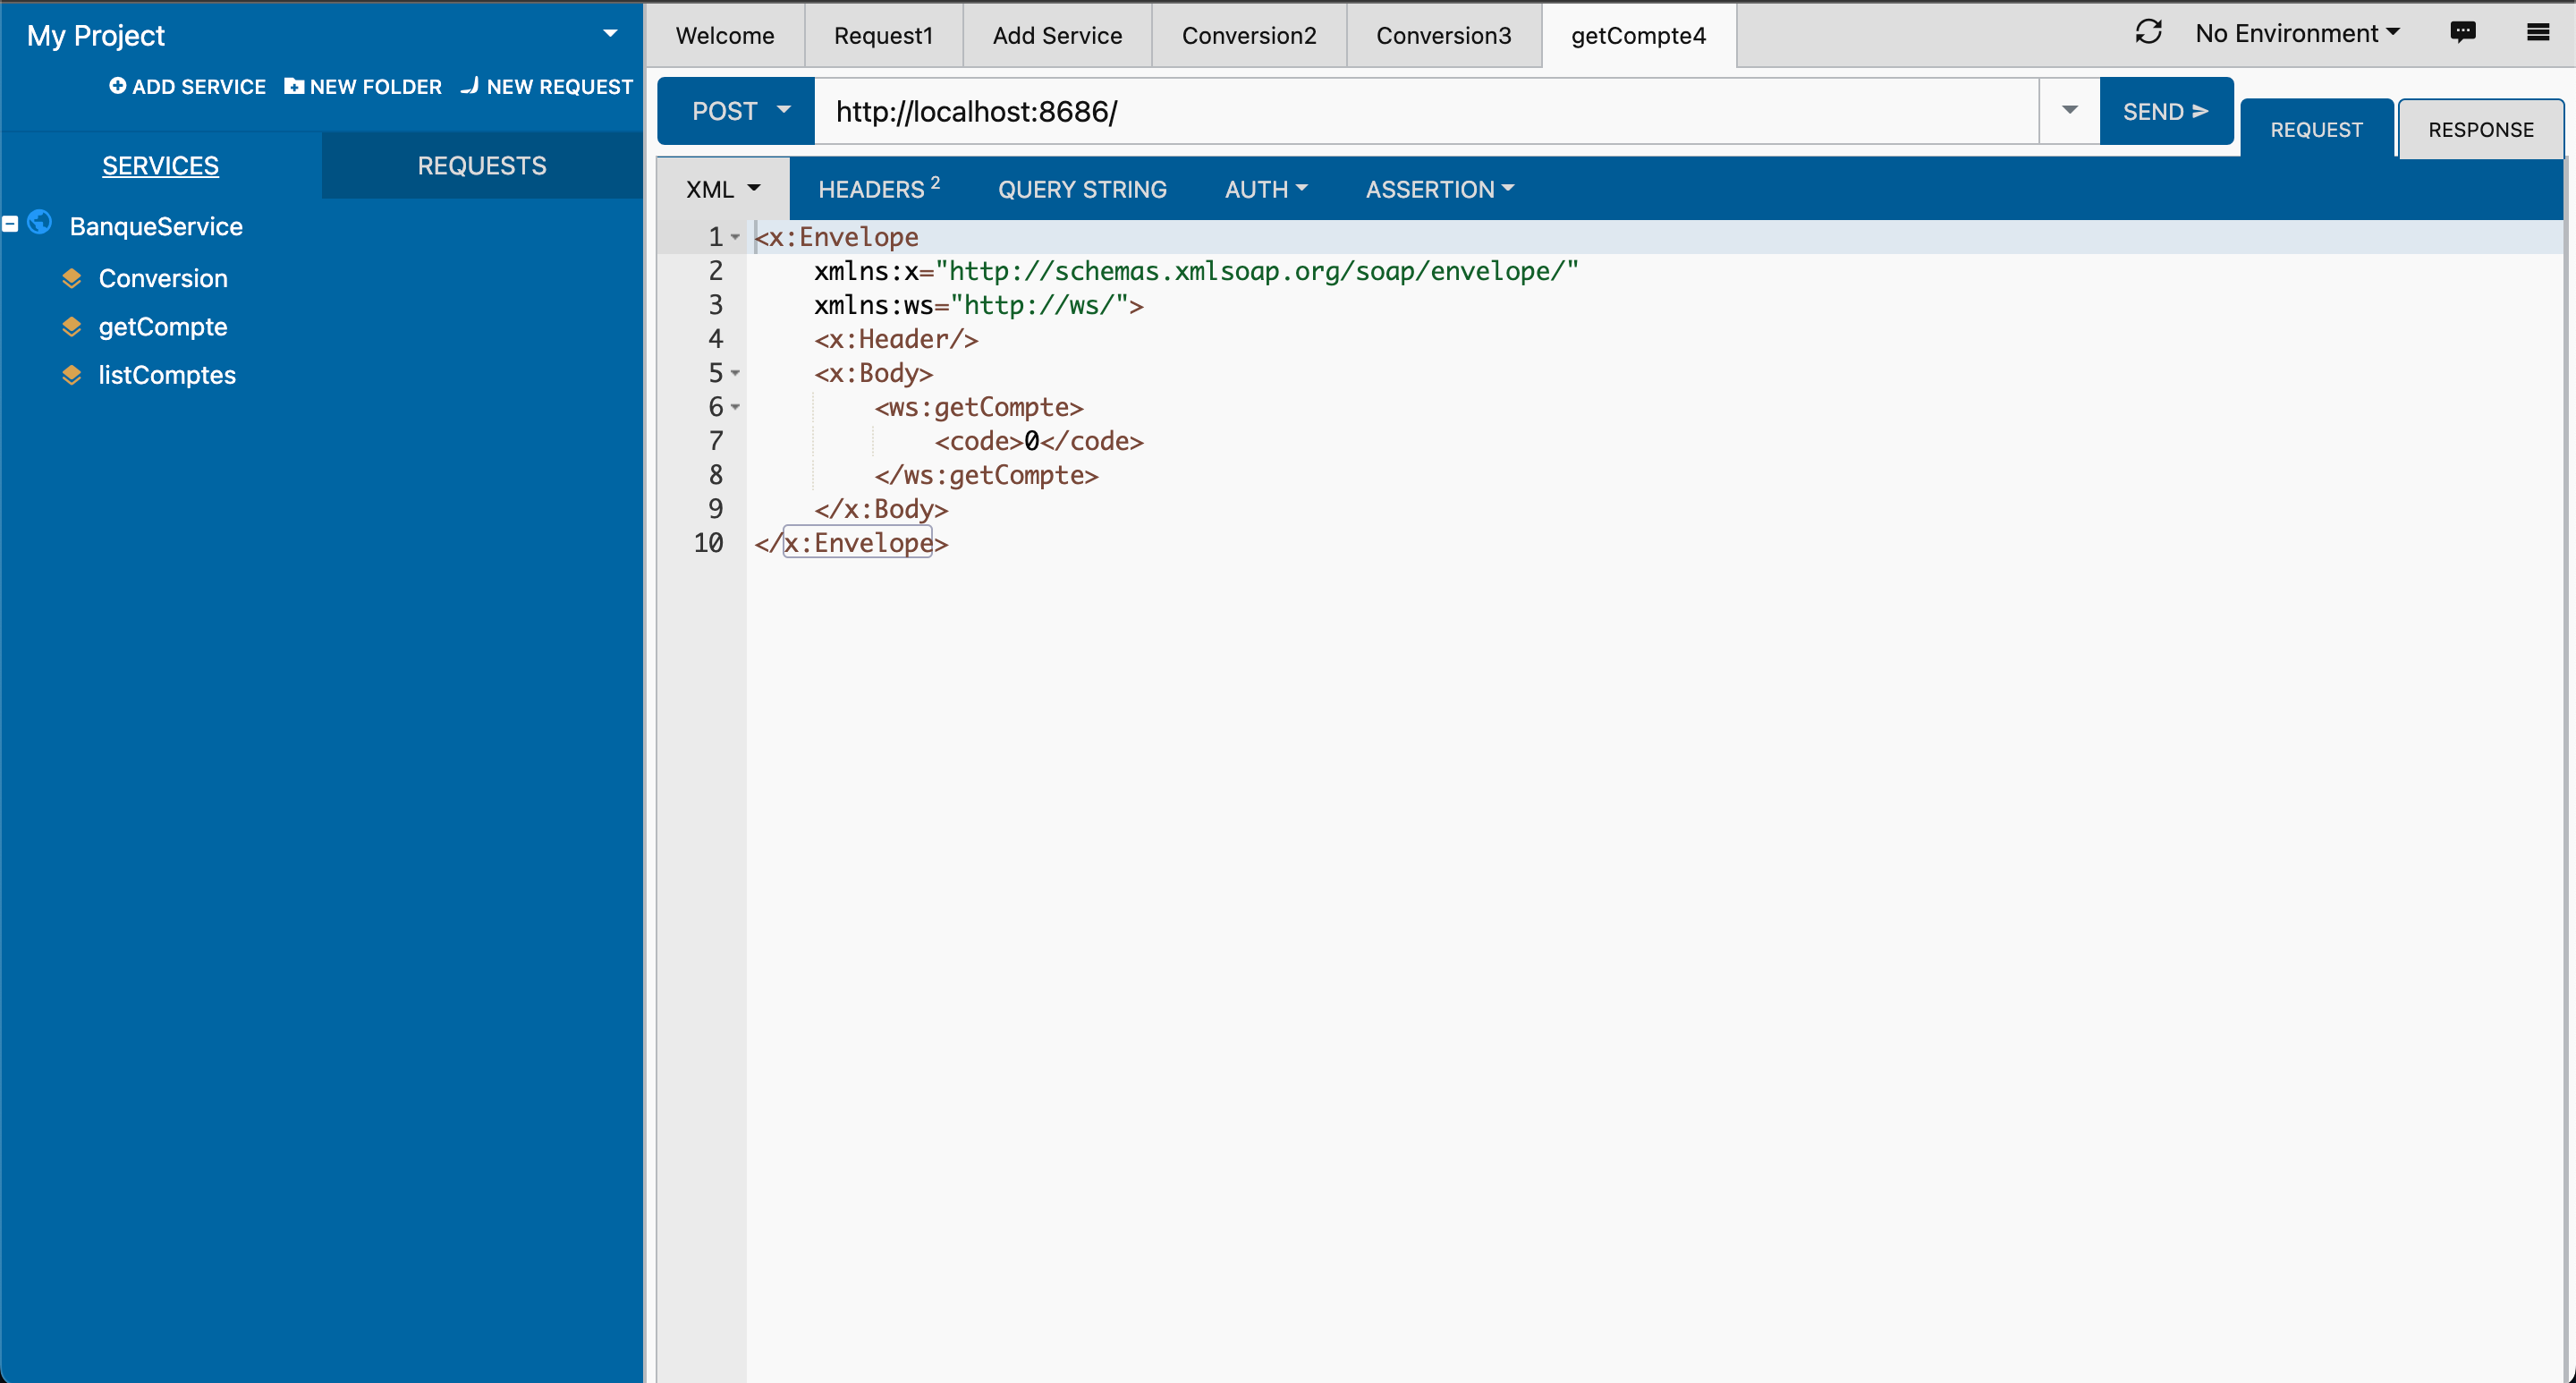 My Project
ADD SERVICE NEW FOLDER NEW REQUEST
SERVICES REQUESTS
BanqueService
Conversion
getCompte
listComptes
Welcome Request1 Add Service Conversion2 Conversion3 getCompte4 No Environment
POST http://localhost:8686/ SEND REQUEST RESPONSE
XML HEADERS 2 QUERY STRING AUTH ASSERTION
1 <x:Envelope
2 xmlns:x="http://schemas.xmlsoap.org/soap/envelope/"
3 xmlns:ws="http://ws/">
4 <x:Header/>
5 <x:Body>
6 <ws:getCompte>
7 <code>0</code>
8 </ws:getCompte>
9 </x:Body>
10 </x:Envelope>